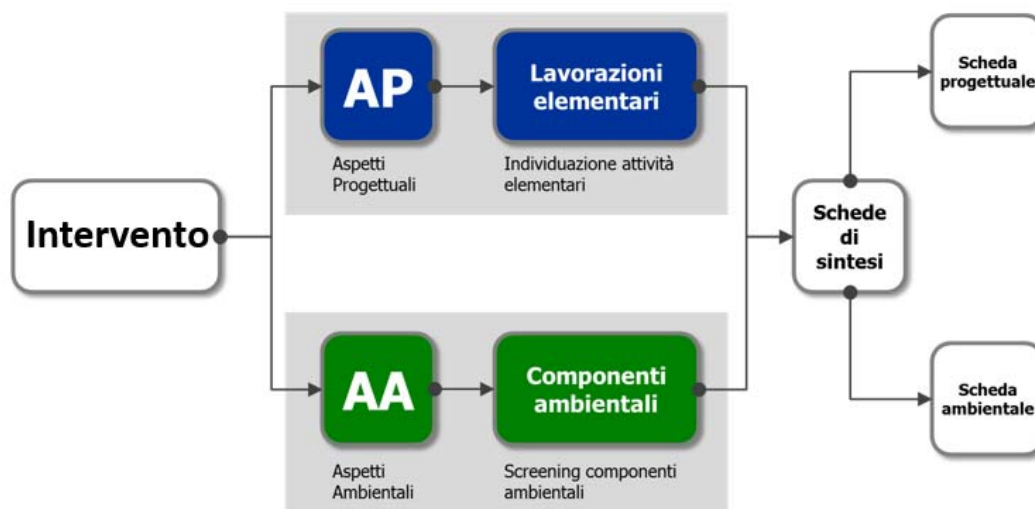 AP
Lavorazioni
elementari
Aspetti
Progettuali
Individuazione attività
elementari
Intervento
AA
Componenti
ambientali
Aspetti
Ambientali
Screening componenti
ambientali
Schede
di
sintesi
Scheda
progettuale
Scheda
ambientale